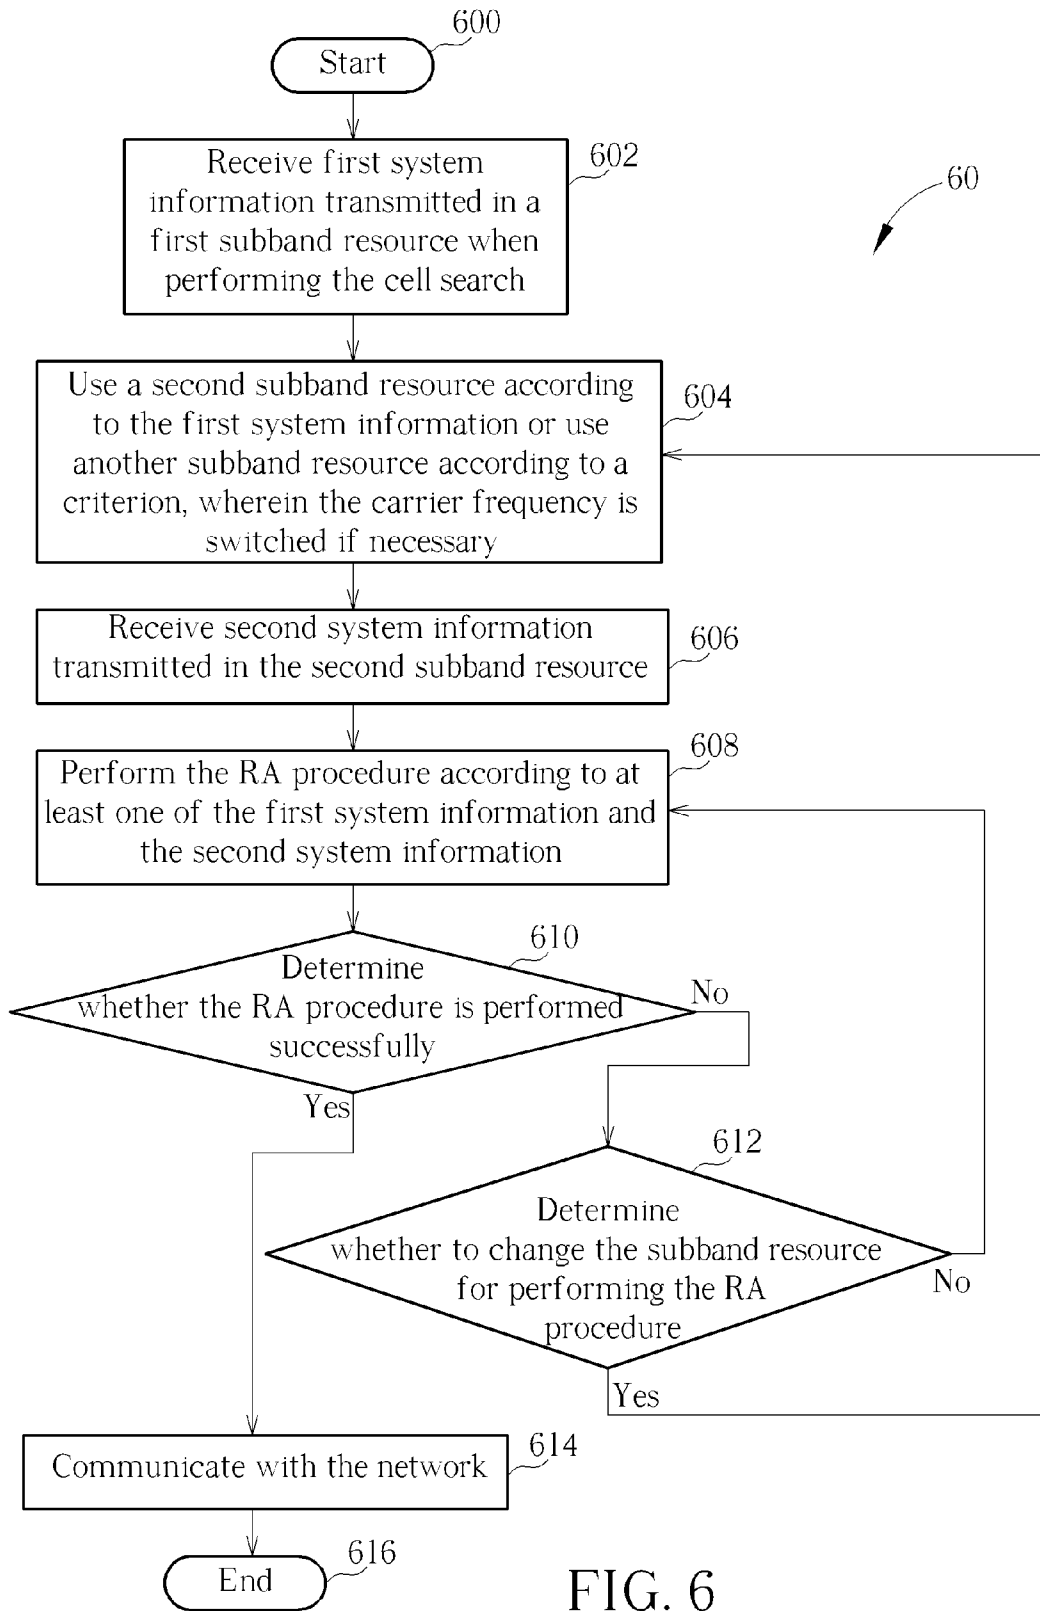 600
Start
Receive first system
information transmitted in a
first subband resource when
performing the cell search
602
60
Use a second subband resource according
to the first system information or use
another subband resource according to a
criterion, wherein the carrier frequency is
switched if necessary
604
Receive second system information
transmitted in the second subband resource
606
Perform the RA procedure according to at
least one of the first system information and
the second system information
608
610
Determine
whether the RA procedure is performed
successfully
No
Yes
612
Determine
whether to change the subband resource
for performing the RA
procedure
No
Yes
Communicate with the network
614
End
616
FIG. 6